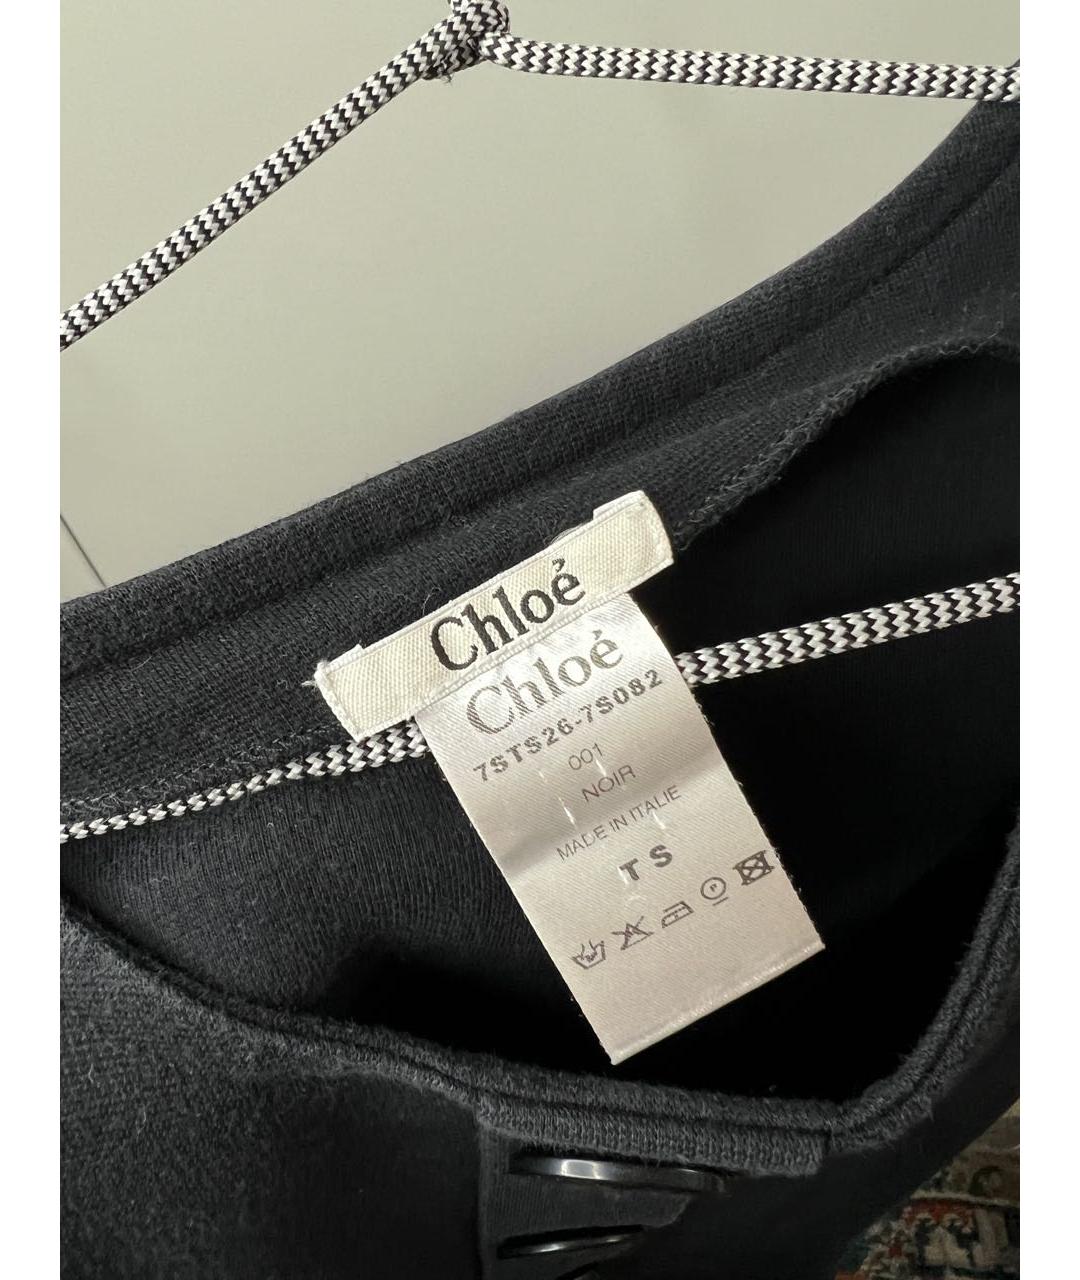 Chloé
Chloé
7STS26-7S082
001
NOIR
MADE IN ITALIE
T S
P